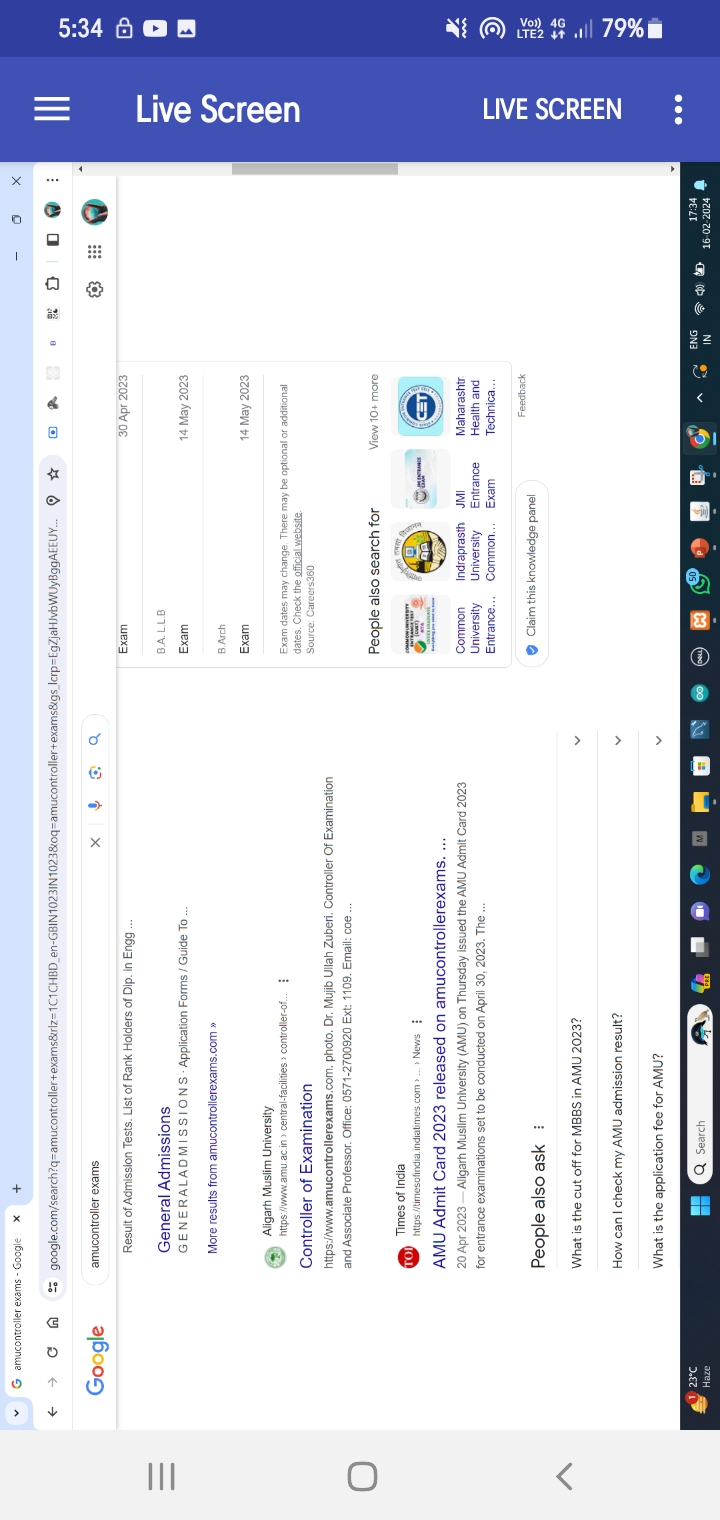 5:34
Vo)) 4G
LTE2
79%
Live Screen
LIVE SCREEN
amucontroller exams - Google
google.com/search?q=amucontroller+exams&rlz=1C1CHBD_en-GBIN1023IN1023&oq=amucontroller+exams&gs_lcrp=EgZjaHJvbWUyBggAEEUY...
Google
amucontroller exams
Result of Admission Tests. List of Rank Holders of Dip. in Engg ...
General Admissions
G E N E R A L A D M I S S I O N S · Application Forms / Guide To ...
More results from amucontrollerexams.com »
Aligarh Muslim University
https://www.amu.ac.in › central-facilities › controller-of...
Controller of Examination
https://www.amucontrollerexams.com. photo. Dr. Mujib Ullah Zuberi. Controller Of Examination
and Associate Professor. Office: 0571-2700920 Ext: 1109. Email: coe ...
TOI
Times of India
https://timesofindia.indiatimes.com › ... › News
AMU Admit Card 2023 released on amucontrollerexams. ...
20 Apr 2023 — Aligarh Muslim University (AMU) on Thursday issued the AMU Admit Card 2023
for entrance examinations set to be conducted on April 30, 2023. The ...
People also ask
What is the cut off for MBBS in AMU 2023?
How can I check my AMU admission result?
What is the application fee for AMU?
Exam 30 Apr 2023
B.A. L.L.B
Exam 14 May 2023
B.Arch
Exam 14 May 2023
Exam dates may change. There may be optional or additional
dates. Check the official website.
Source: Careers360
People also search for
View 10+ more
CET
Common
University
Entrance...
Indraprasth
University
Common...
JMI
Entrance
Exam
Maharashtr
Health and
Technica...
Claim this knowledge panel
Feedback
1
23°C
Haze
Search
PRE
M
DELL
50
P
ENG
IN
17:34
16-02-2024